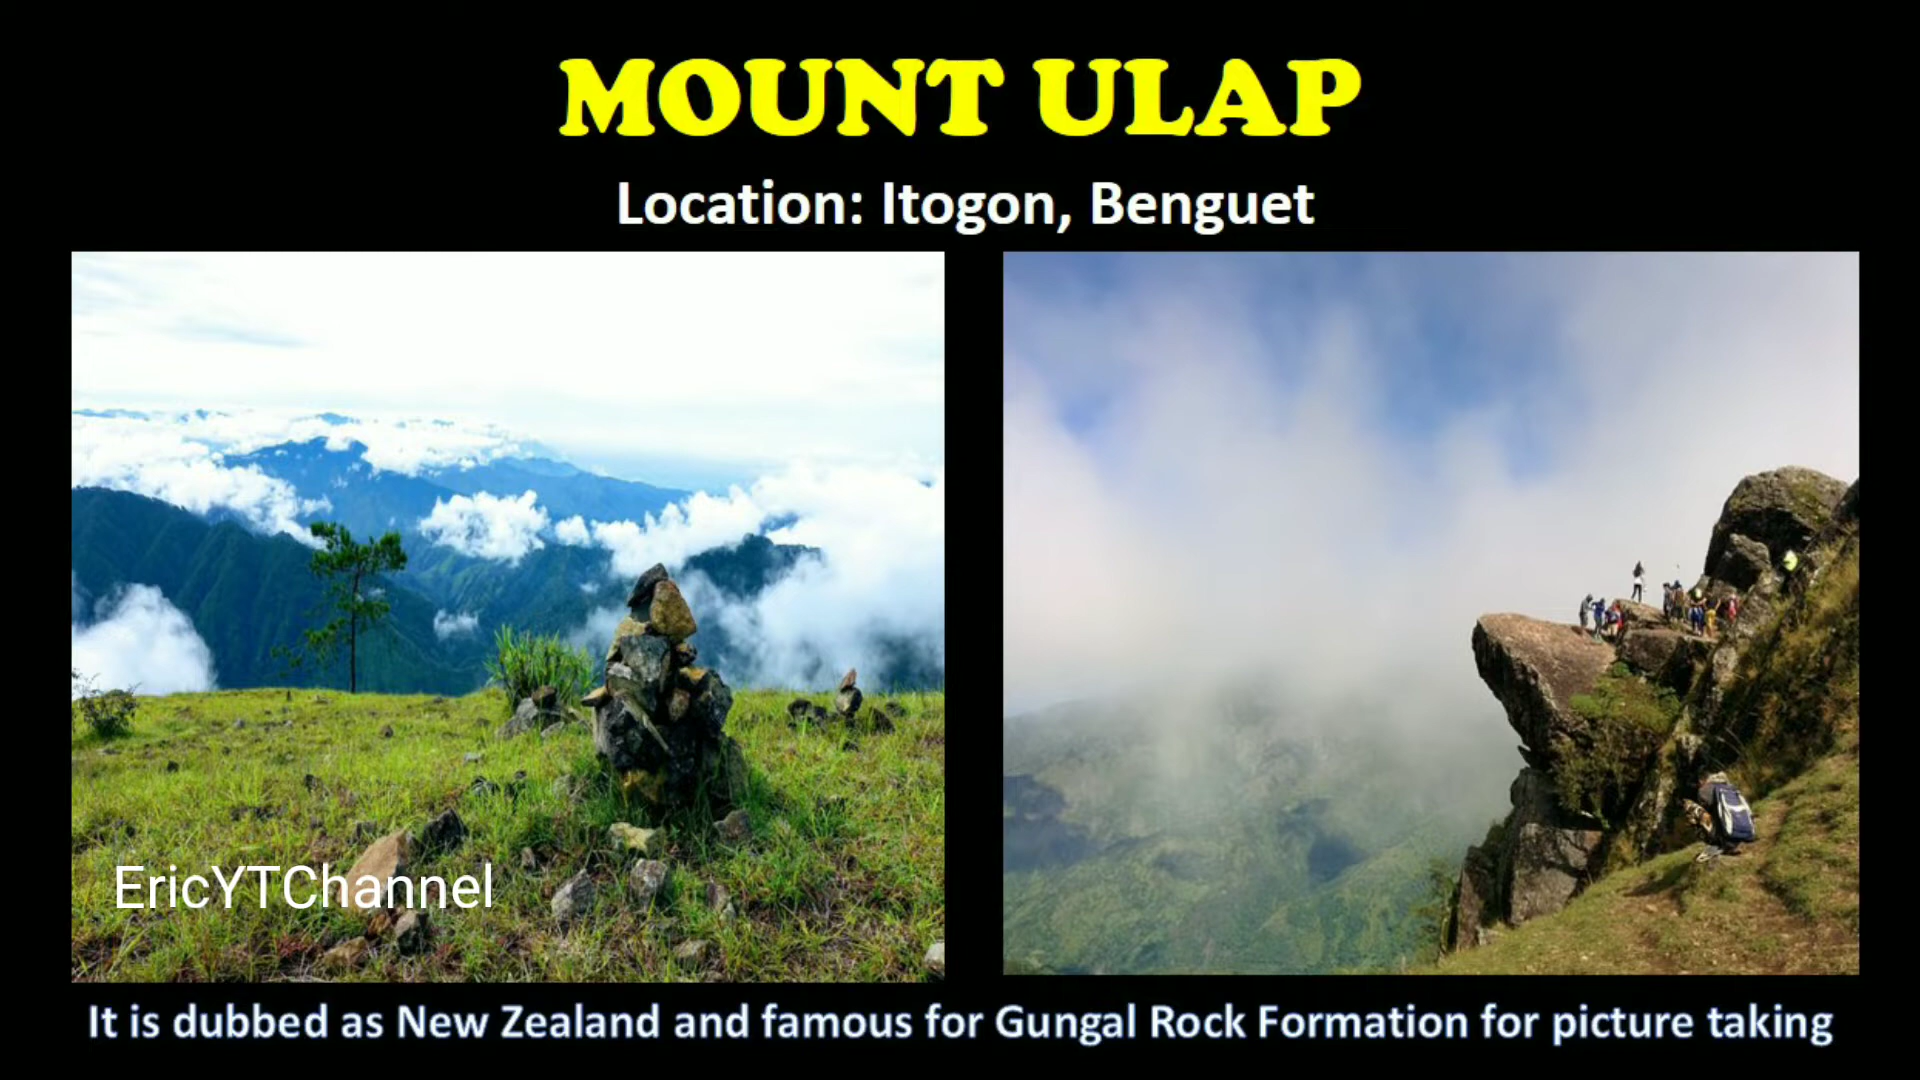 MOUNT ULAP
Location: Itogon, Benguet
EricYTChannel
It is dubbed as New Zealand and famous for Gungal Rock Formation for picture taking